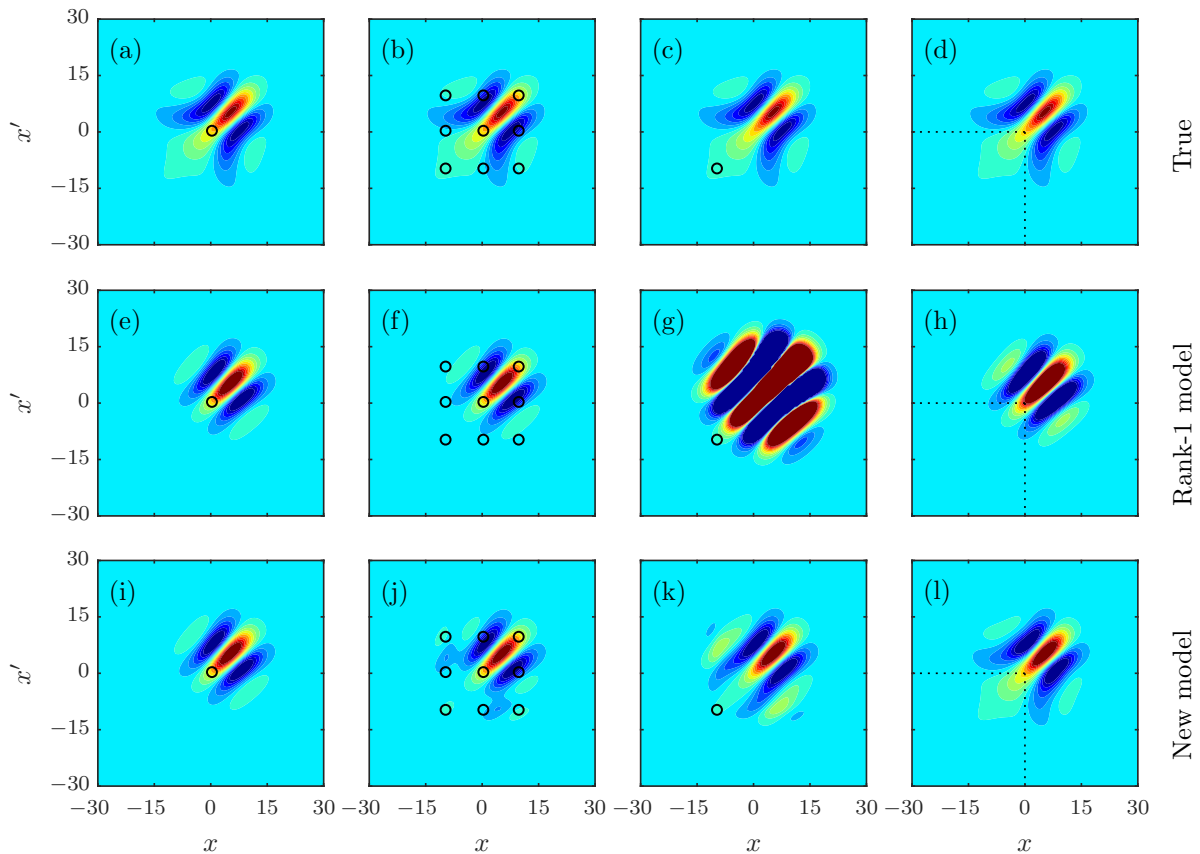 30
15
0
−15
−30
x′
(a)
(b)
(c)
(d)
True
30
15
0
−15
−30
x′
(e)
(f)
(g)
(h)
Rank-1 model
30
15
0
−15
−30
x′
(i)
(j)
(k)
(l)
New model
−30 −15 0 15 30
−30 −15 0 15 30
−30 −15 0 15 30
−30 −15 0 15 30
x
x
x
x